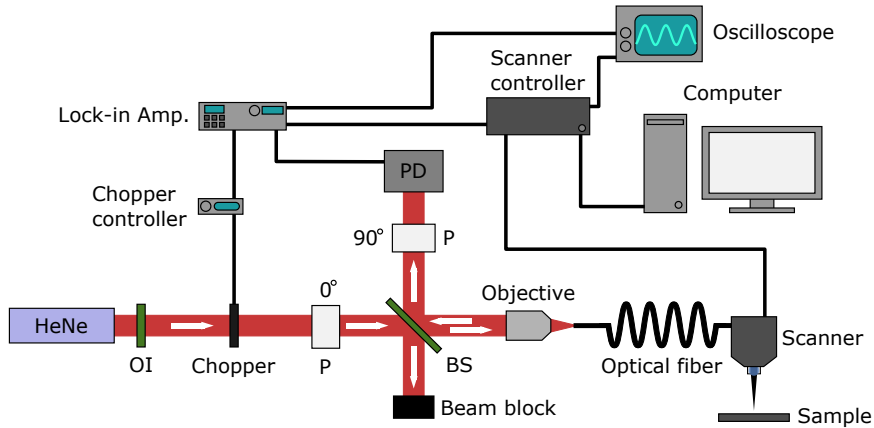 Oscilloscope
Scanner
controller
Computer
Lock-in Amp.
PD
Chopper
controller
90° P
0°
Objective
HeNe
Scanner
OI
Chopper
P
BS
Optical fiber
Beam block
Sample